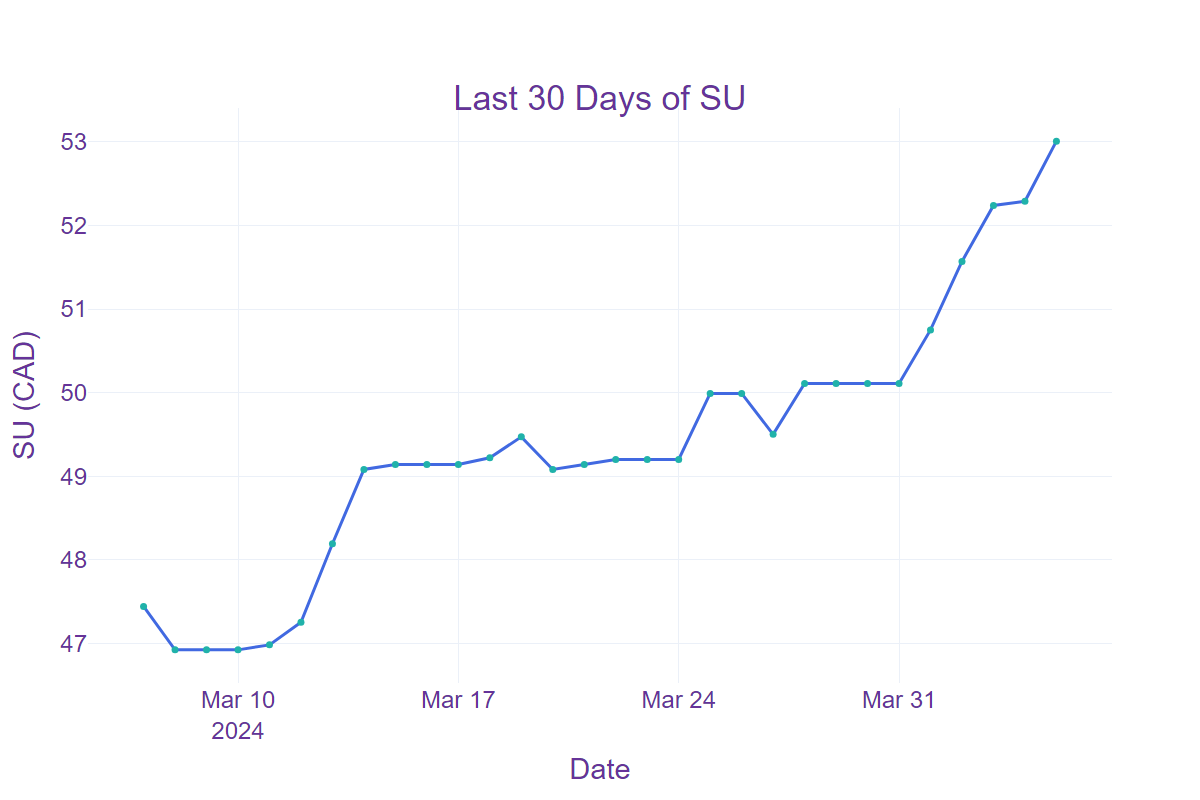 Last 30 Days of SU
53
52
51
50
49
48
47
SU (CAD)
Mar 10
2024
Mar 17
Mar 24
Mar 31
Date